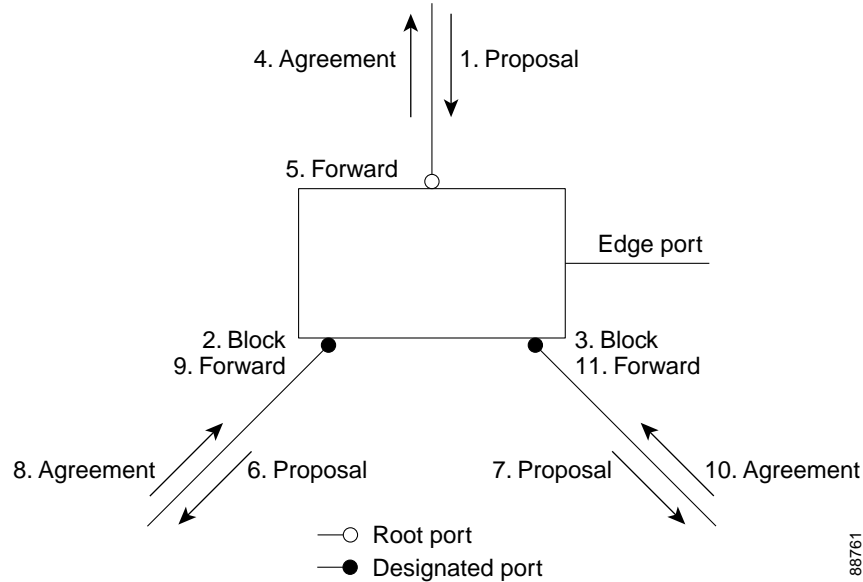 4. Agreement
1. Proposal
5. Forward
Edge port
2. Block
9. Forward
3. Block
11. Forward
8. Agreement
6. Proposal
7. Proposal
10. Agreement
Root port
Designated port
88761